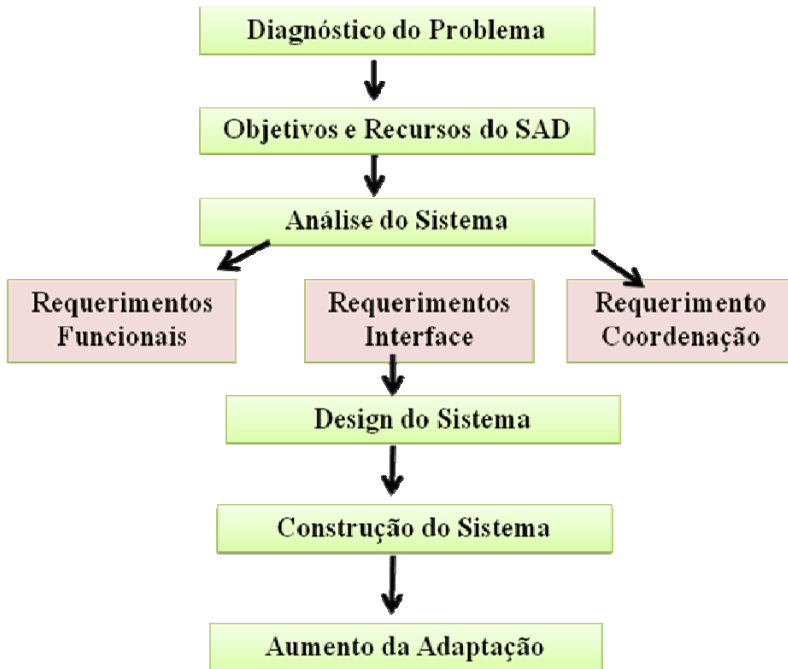 Diagnóstico do Problema
Objetivos e Recursos do SAD
Análise do Sistema
Requerimentos
Funcionais
Requerimentos
Interface
Requerimento
Coordenação
Design do Sistema
Construção do Sistema
Aumento da Adaptação